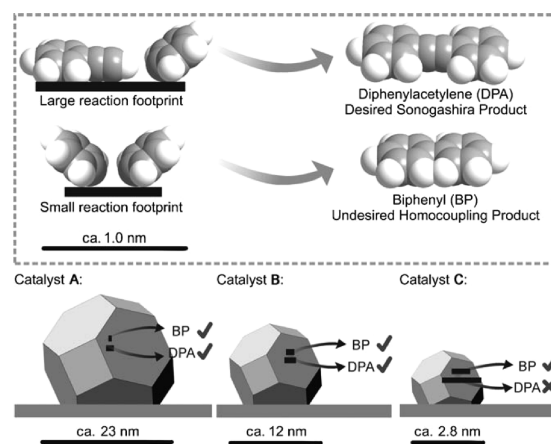 Large reaction footprint
Diphenylacetylene (DPA)
Desired Sonogashira Product
Small reaction footprint
Biphenyl (BP)
Undesired Homocoupling Product
ca. 1.0 nm
Catalyst A:
Catalyst B:
Catalyst C:
BP ✓
DPA ✓
BP ✓
DPA ✓
BP ✓
DPA ✗
ca. 23 nm
ca. 12 nm
ca. 2.8 nm